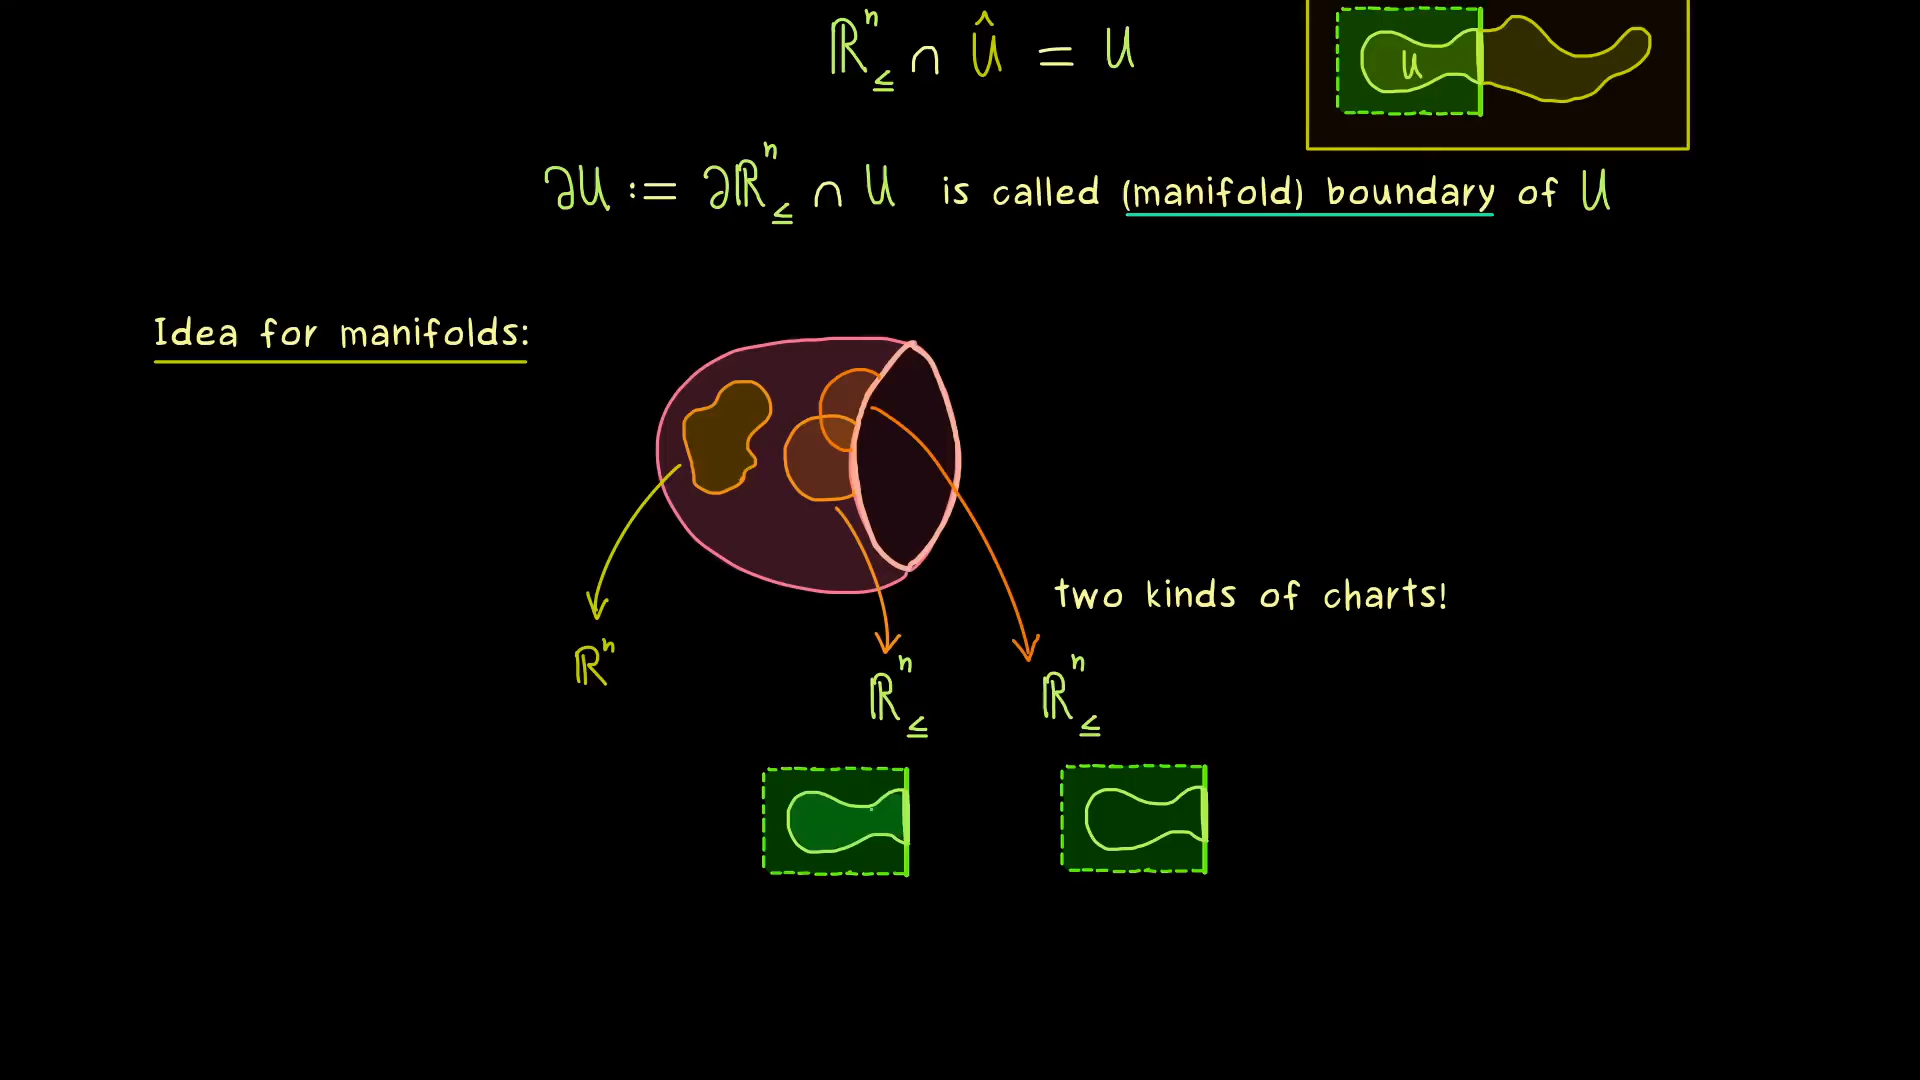 ℝⁿ≤ ∩ Û = U
U
∂U := ∂ℝⁿ≤ ∩ U is called (manifold) boundary of U
Idea for manifolds:
two kinds of charts!
ℝⁿ
ℝⁿ≤
ℝⁿ≤